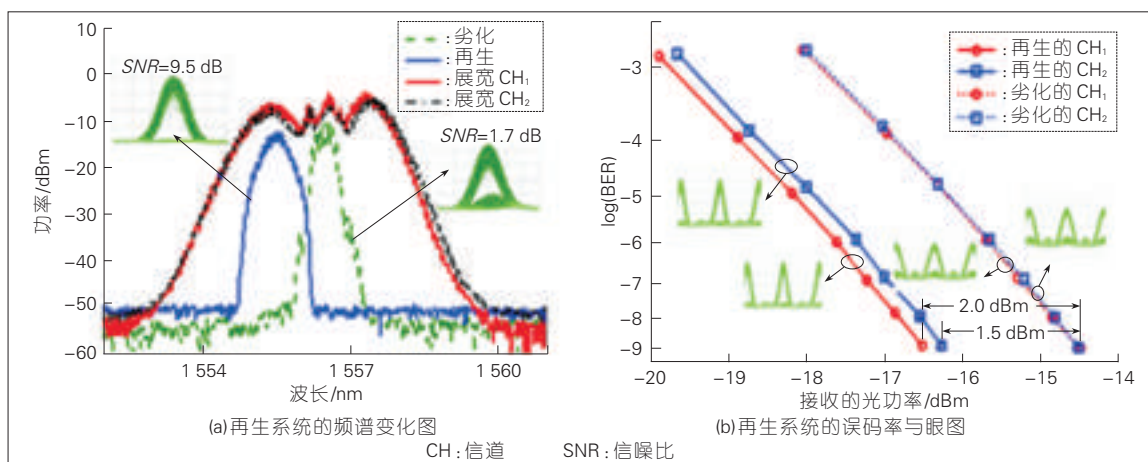 10
0
−10
−20
−30
−40
−50
−60
功率/dBm
1 554
1 557
1 560
波长/nm
SNR=9.5 dB
SNR=1.7 dB
:劣化
:再生
:展宽 CH₁
:展宽 CH₂
(a)再生系统的频谱变化图
−3
−4
−5
−6
−7
−8
−9
log(BER)
−20
−19
−18
−17
−16
−15
−14
接收的光功率/dBm
:再生的 CH₁
:再生的 CH₂
:劣化的 CH₁
:劣化的 CH₂
2.0 dBm
1.5 dBm
(b)再生系统的误码率与眼图
CH:信道 SNR:信噪比